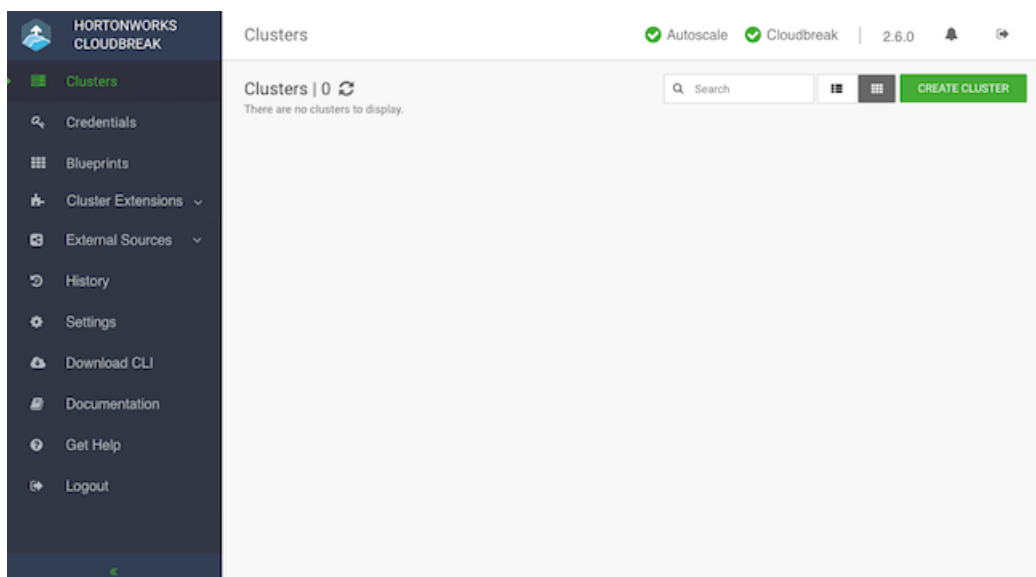 HORTONWORKS
CLOUDBREAK
Clusters
Credentials
Blueprints
Cluster Extensions
External Sources
History
Settings
Download CLI
Documentation
Get Help
Logout
Clusters
Autoscale
Cloudbreak
2.6.0
Clusters | 0
There are no clusters to display.
Search
CREATE CLUSTER